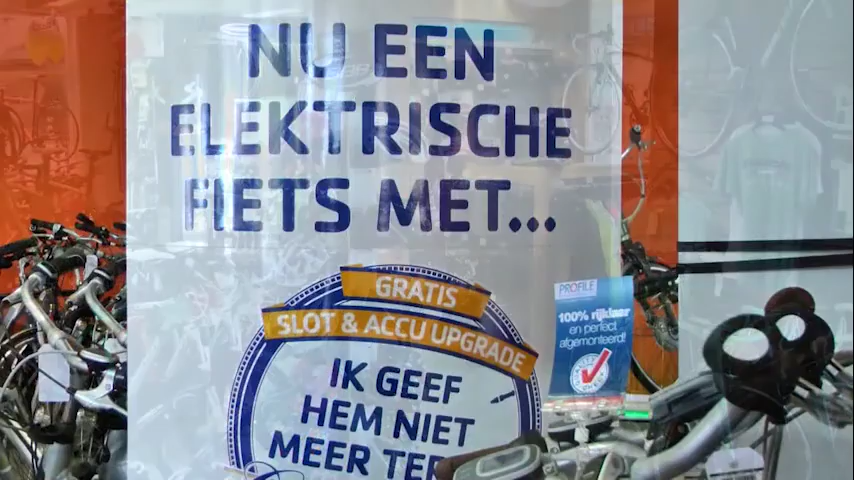 NU EEN
ELEKTRISCHE
FIETS MET...
GRATIS
SLOT & ACCU UPGRADE
IK GEEF
HEM NIET
MEER
PROFILE
100% rijklaar
en perfect
afgemonteerd!